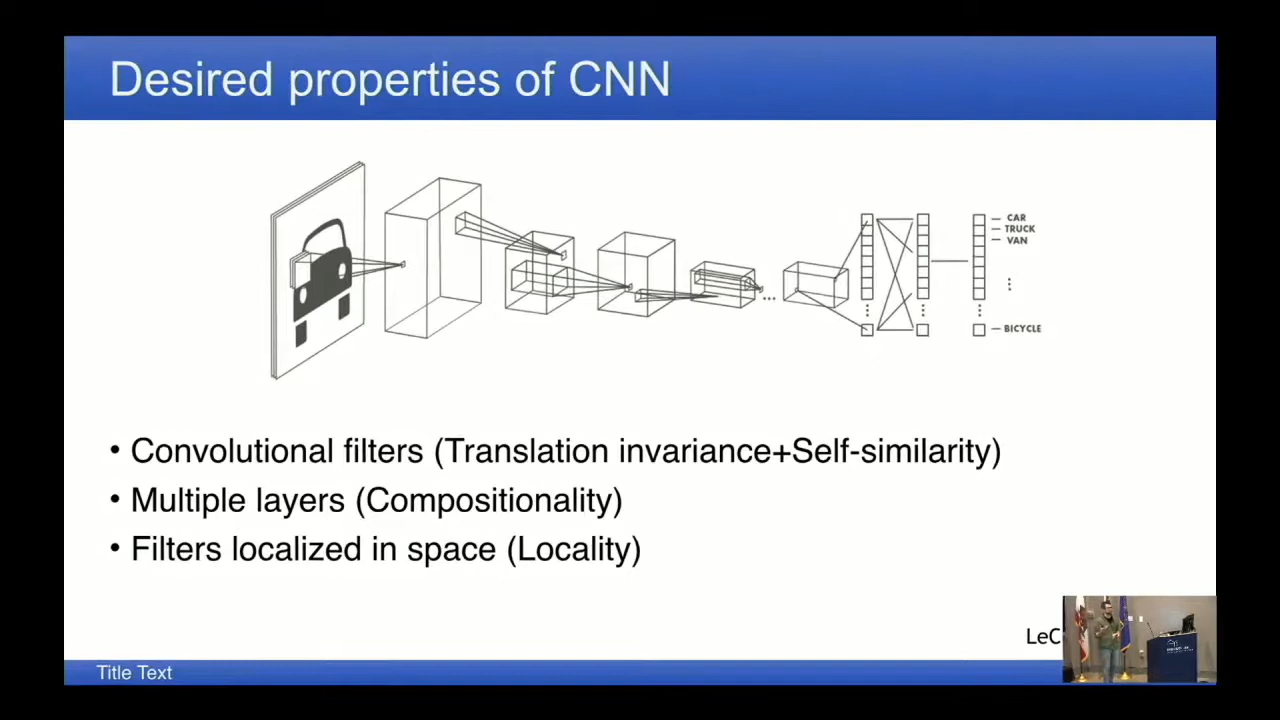 Desired properties of CNN
CAR
TRUCK
VAN
BICYCLE
• Convolutional filters (Translation invariance+Self-similarity)
• Multiple layers (Compositionality)
• Filters localized in space (Locality)
LeC
Title Text